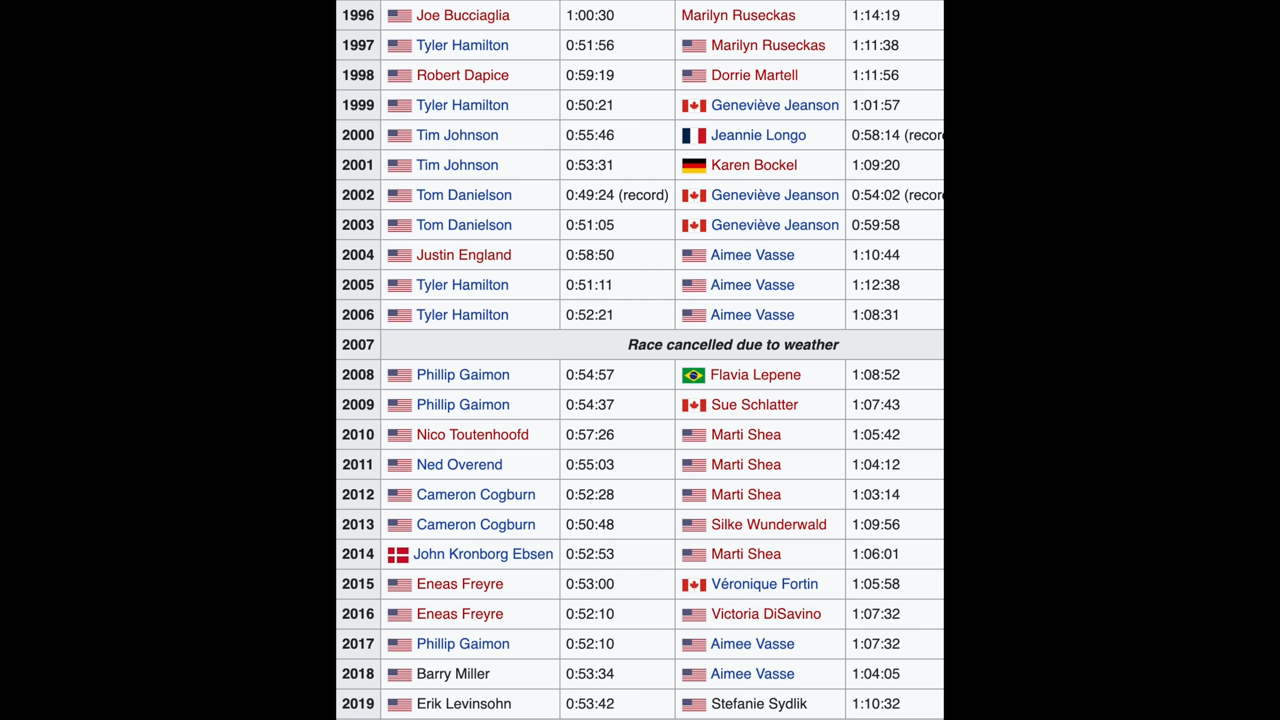 1996 Joe Bucciaglia 1:00:30 Marilyn Ruseckas 1:14:19
1997 Tyler Hamilton 0:51:56 Marilyn Ruseckas 1:11:38
1998 Robert Dapice 0:59:19 Dorrie Martell 1:11:56
1999 Tyler Hamilton 0:50:21 Geneviève Jeanson 1:01:57
2000 Tim Johnson 0:55:46 Jeannie Longo 0:58:14 (recor
2001 Tim Johnson 0:53:31 Karen Bockel 1:09:20
2002 Tom Danielson 0:49:24 (record) Geneviève Jeanson 0:54:02 (recor
2003 Tom Danielson 0:51:05 Geneviève Jeanson 0:59:58
2004 Justin England 0:58:50 Aimee Vasse 1:10:44
2005 Tyler Hamilton 0:51:11 Aimee Vasse 1:12:38
2006 Tyler Hamilton 0:52:21 Aimee Vasse 1:08:31
2007 Race cancelled due to weather
2008 Phillip Gaimon 0:54:57 Flavia Lepene 1:08:52
2009 Phillip Gaimon 0:54:37 Sue Schlatter 1:07:43
2010 Nico Toutenhoofd 0:57:26 Marti Shea 1:05:42
2011 Ned Overend 0:55:03 Marti Shea 1:04:12
2012 Cameron Cogburn 0:52:28 Marti Shea 1:03:14
2013 Cameron Cogburn 0:50:48 Silke Wunderwald 1:09:56
2014 John Kronborg Ebsen 0:52:53 Marti Shea 1:06:01
2015 Eneas Freyre 0:53:00 Véronique Fortin 1:05:58
2016 Eneas Freyre 0:52:10 Victoria DiSavino 1:07:32
2017 Phillip Gaimon 0:52:10 Aimee Vasse 1:07:32
2018 Barry Miller 0:53:34 Aimee Vasse 1:04:05
2019 Erik Levinsohn 0:53:42 Stefanie Sydlik 1:10:32